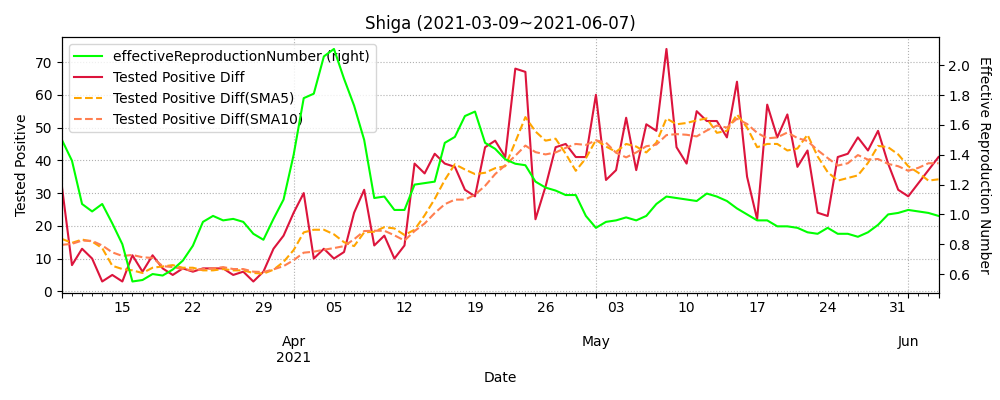 Shiga (2021-03-09~2021-06-07)
effectiveReproductionNumber (right)
Tested Positive Diff
Tested Positive Diff(SMA5)
Tested Positive Diff(SMA10)
Tested Positive
70
60
50
40
30
20
10
0
2.0
1.8
1.6
1.4
1.2
1.0
0.8
0.6
Effective Reproduction Number
15 22 29 05 12 19 26 03 10 17 24 31
Apr May Jun
2021
Date